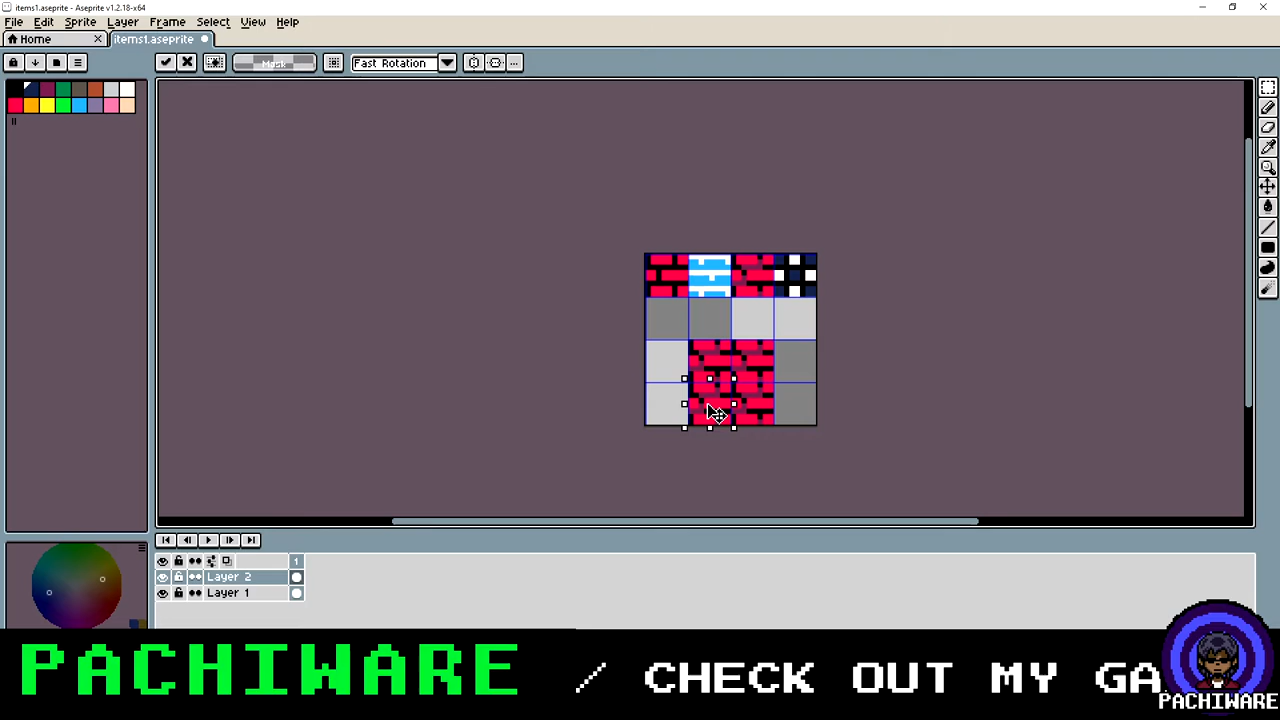 items1.aseprite - Aseprite v1.2.18-x64
File Edit Sprite Layer Frame Select View Help
Home
items1.aseprite
Mask
Fast Rotation
...
1
Layer 2
Layer 1
PACHIWARE / CHECK OUT MY GA
PACHIWARE